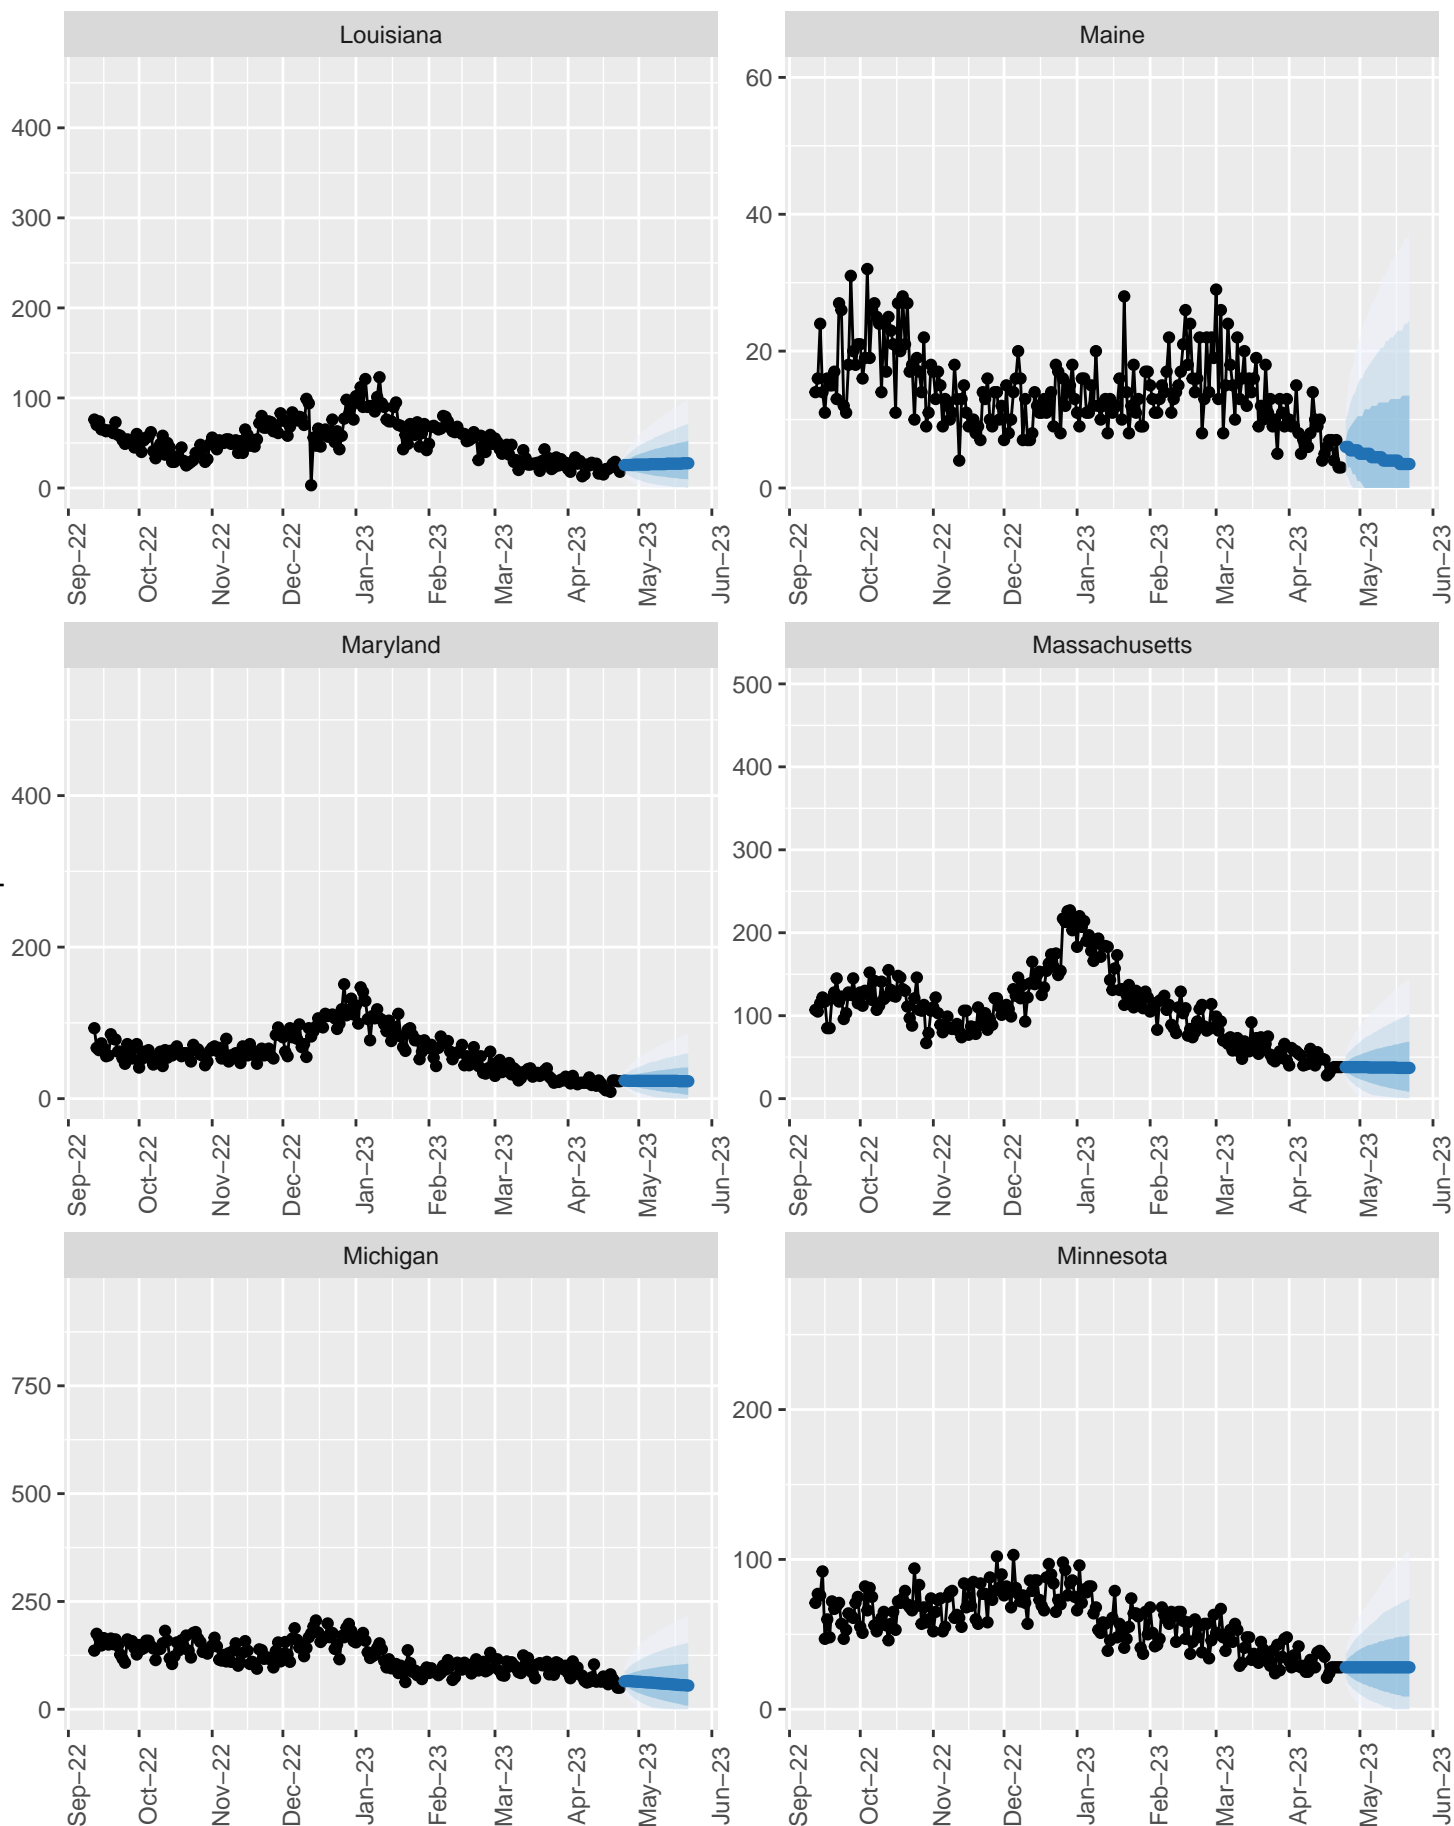 Louisiana
Maine
400
300
200
100
0
60
40
20
0
Sep−22
Oct−22
Nov−22
Dec−22
Jan−23
Feb−23
Mar−23
Apr−23
May−23
Jun−23
Sep−22
Oct−22
Nov−22
Dec−22
Jan−23
Feb−23
Mar−23
Apr−23
May−23
Jun−23
Maryland
Massachusetts
400
200
0
500
400
300
200
100
0
Sep−22
Oct−22
Nov−22
Dec−22
Jan−23
Feb−23
Mar−23
Apr−23
May−23
Jun−23
Sep−22
Oct−22
Nov−22
Dec−22
Jan−23
Feb−23
Mar−23
Apr−23
May−23
Jun−23
Michigan
Minnesota
750
500
250
0
200
100
0
Sep−22
Oct−22
Nov−22
Dec−22
Jan−23
Feb−23
Mar−23
Apr−23
May−23
Jun−23
Sep−22
Oct−22
Nov−22
Dec−22
Jan−23
Feb−23
Mar−23
Apr−23
May−23
Jun−23